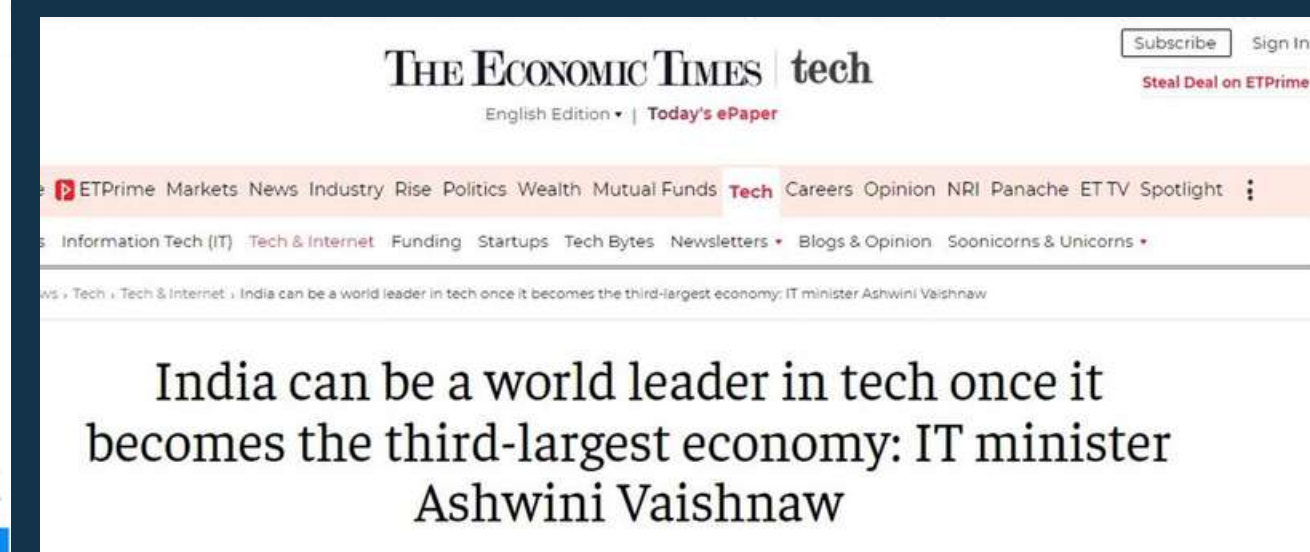 Subscribe Sign In
THE ECONOMIC TIMES | tech
Steal Deal on ETPrime
English Edition ▾ | Today's ePaper
ETPrime Markets News Industry Rise Politics Wealth Mutual Funds Tech Careers Opinion NRI Panache ET TV Spotlight
Information Tech (IT) Tech & Internet Funding Startups Tech Bytes Newsletters ▾ Blogs & Opinion Soonicorns & Unicorns ▾
› Tech › Tech & Internet › India can be a world leader in tech once it becomes the third-largest economy: IT minister Ashwini Vaishnaw
India can be a world leader in tech once it
becomes the third-largest economy: IT minister
Ashwini Vaishnaw